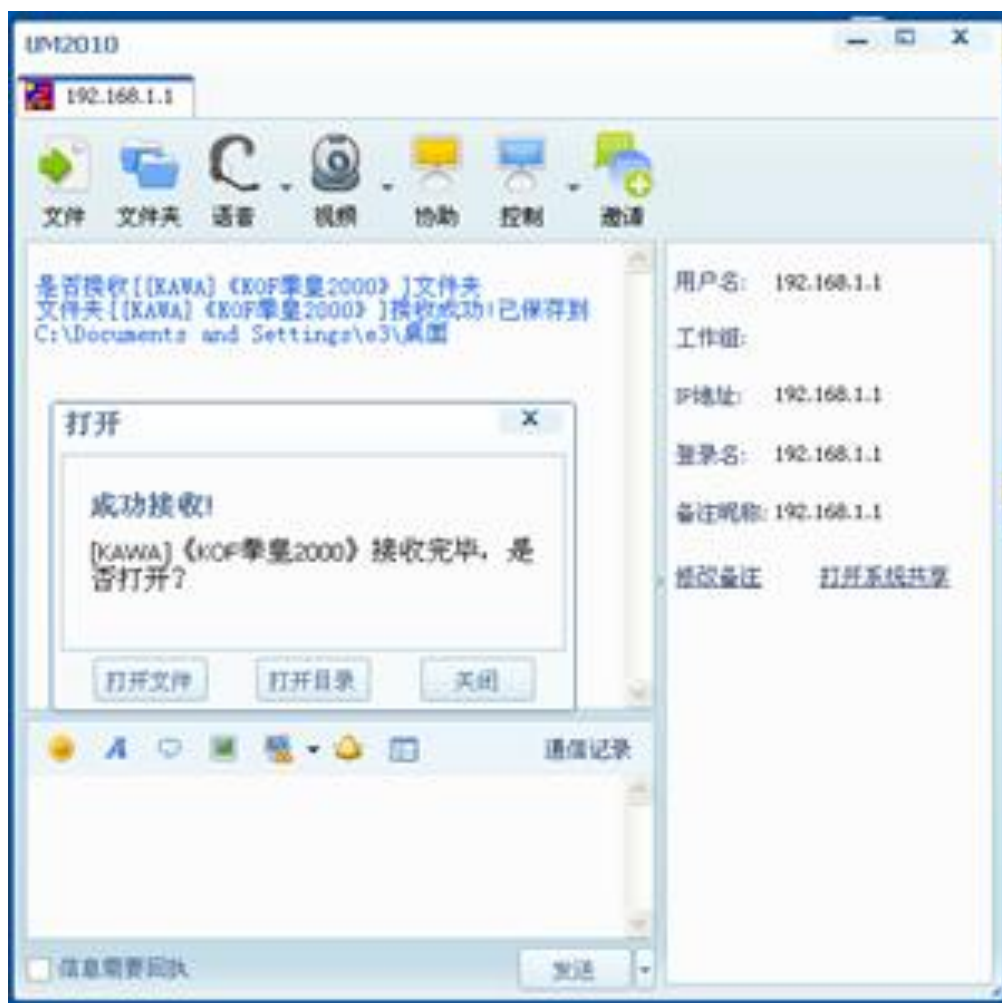 UM2010
192.168.1.1
文件 文件夹 语音 视频 协助 控制 邀请
是否接收[[KAWA]《KOF拳皇2000》]文件夹
文件夹[[KAWA]《KOF拳皇2000》]接收成功!已保存到
C:\Documents and Settings\e3\桌面
打开
成功接收!
[KAWA]《KOF拳皇2000》接收完毕，是
否打开?
打开文件 打开目录 关闭
通信记录
信息需要回执
发送
用户名: 192.168.1.1
工作组:
IP地址: 192.168.1.1
登录名: 192.168.1.1
备注昵称: 192.168.1.1
修改备注 打开系统共享